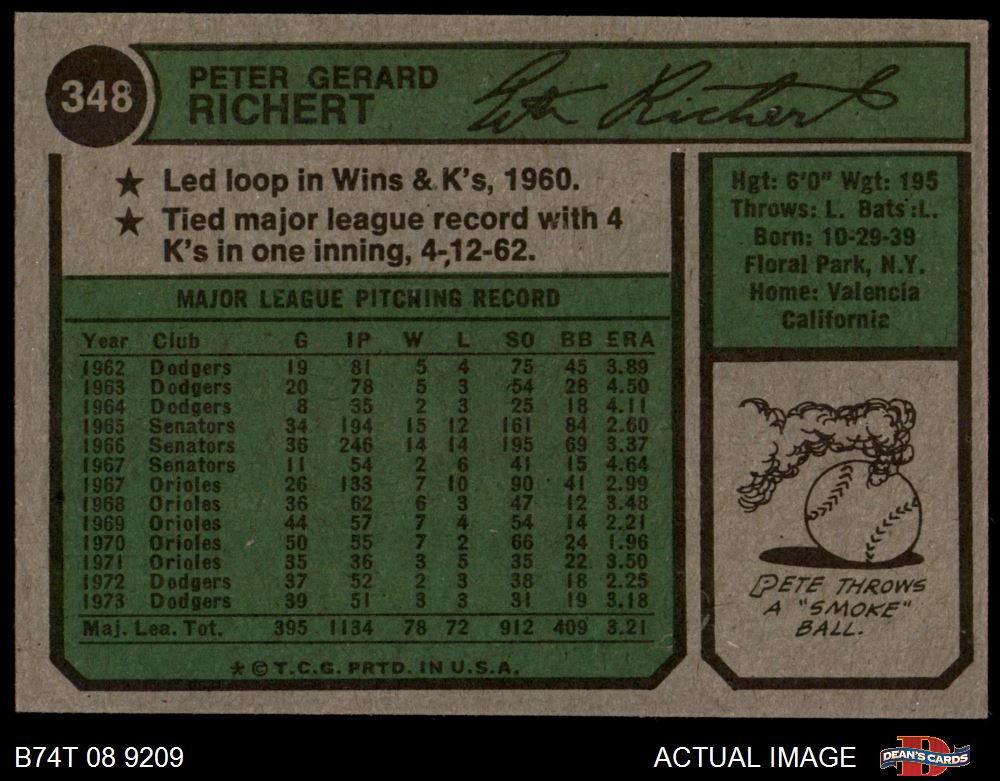 348
PETER GERARD
RICHERT
Pete Richert
★ Led loop in Wins & K's, 1960.
★ Tied major league record with 4
K's in one inning, 4-12-62.
MAJOR LEAGUE PITCHING RECORD
Year Club G IP W L SO BB ERA
1962 Dodgers 19 81 5 4 75 45 3.89
1963 Dodgers 20 78 5 3 54 28 4.50
1964 Dodgers 8 35 2 3 25 18 4.11
1965 Senators 34 194 15 12 161 84 2.60
1966 Senators 36 246 14 14 195 69 3.37
1967 Senators 11 54 2 6 41 15 4.64
1967 Orioles 26 133 7 10 90 41 2.99
1968 Orioles 36 62 6 3 47 12 3.48
1969 Orioles 44 57 7 4 54 14 2.21
1970 Orioles 50 55 7 2 66 24 1.96
1971 Orioles 35 36 3 5 35 22 3.50
1972 Dodgers 37 52 2 3 38 18 2.25
1973 Dodgers 39 51 3 3 31 19 3.18
Maj. Lea. Tot. 395 1134 78 72 912 409 3.21
★ © T.C.G. PRTD. IN U.S.A.
Hgt: 6'0" Wgt: 195
Throws: L. Bats: L.
Born: 10-29-39
Floral Park, N.Y.
Home: Valencia
California
PETE THROWS
A "SMOKE"
BALL.
B74T 08 9209
ACTUAL IMAGE
D
DEAN'S CARDS